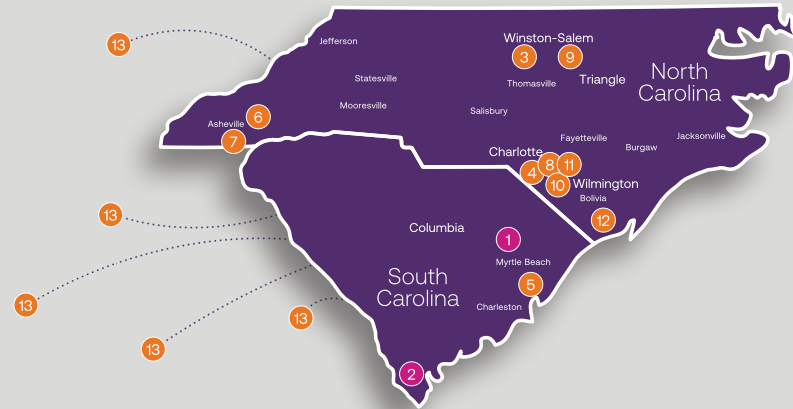 13
Jefferson
Winston-Salem
3
9
Statesville
Thomasville
Triangle
North
Carolina
Mooresville
Salisbury
6
Asheville
7
Fayetteville
Jacksonville
Burgaw
Charlotte
4
8
11
10
Wilmington
Bolivia
12
13
Columbia
1
Myrtle Beach
South
Carolina
5
Charleston
13
13
13
2